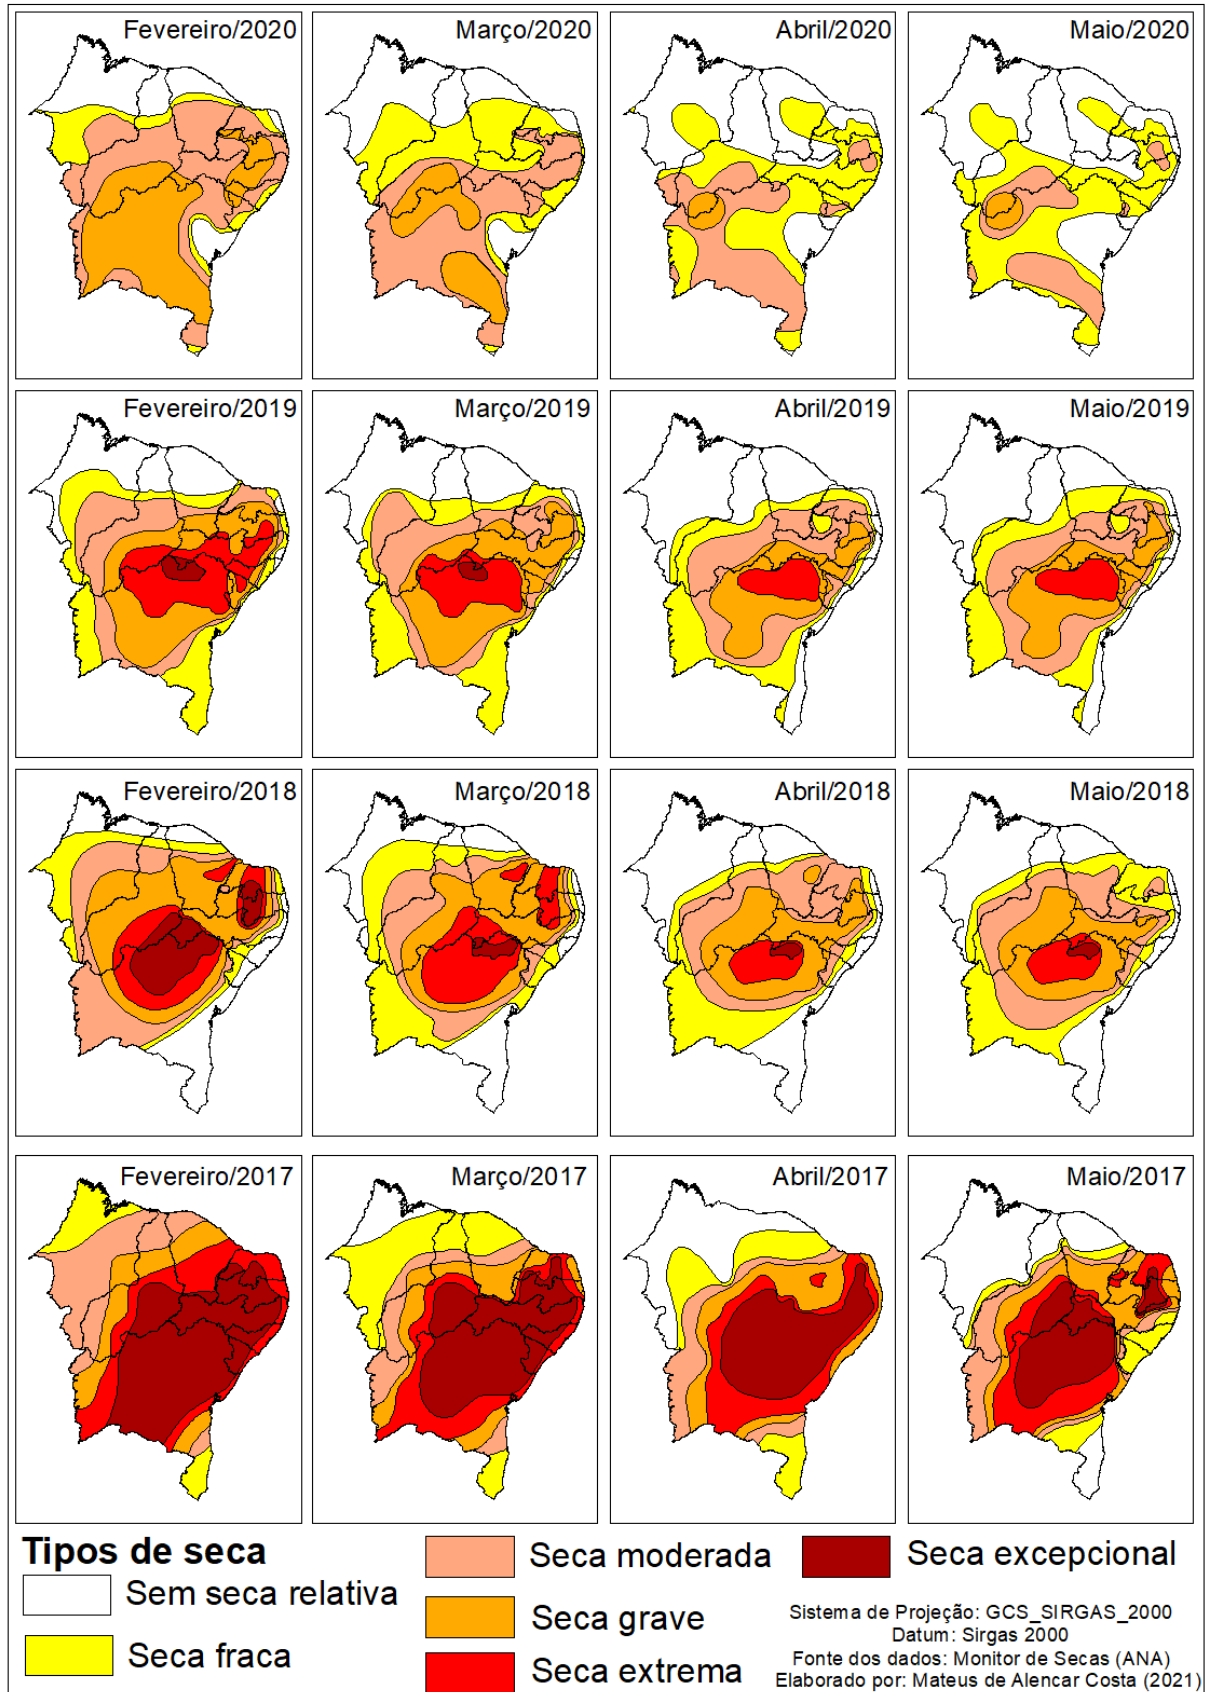 Fevereiro/2020
Março/2020
Abril/2020
Maio/2020
Fevereiro/2019
Março/2019
Abril/2019
Maio/2019
Fevereiro/2018
Março/2018
Abril/2018
Maio/2018
Fevereiro/2017
Março/2017
Abril/2017
Maio/2017
Tipos de seca
Sem seca relativa
Seca fraca
Seca moderada
Seca grave
Seca extrema
Seca excepcional
Sistema de Projeção: GCS_SIRGAS_2000
Datum: Sirgas 2000
Fonte dos dados: Monitor de Secas (ANA)
Elaborado por: Mateus de Alencar Costa (2021)